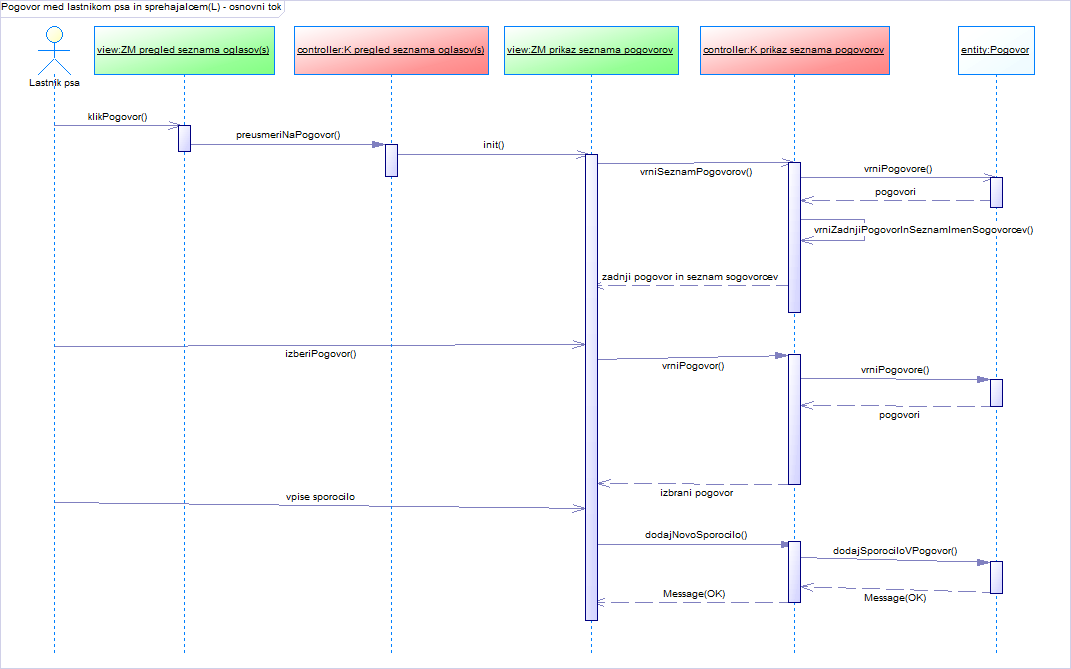 Pogovor med lastnikom psa in sprehajalcem(L) - osnovni tok
view:ZM pregled seznama oglasov(s)
controller:K pregled seznama oglasov(s)
view:ZM prikaz seznama pogovorov
controller:K prikaz seznama pogovorov
entity:Pogovor
Lastnik psa
klikPogovor()
preusmeriNaPogovor()
init()
vrniSeznamPogovorov()
vrniPogovore()
pogovori
vrniZadnjiPogovorInSeznamImenSogovorcev()
zadnji pogovor in seznam sogovorcev
izberiPogovor()
vrniPogovor()
vrniPogovore()
pogovori
izbrani pogovor
vpise sporocilo
dodajNovoSporocilo()
dodajSporociloVPogovor()
Message(OK)
Message(OK)